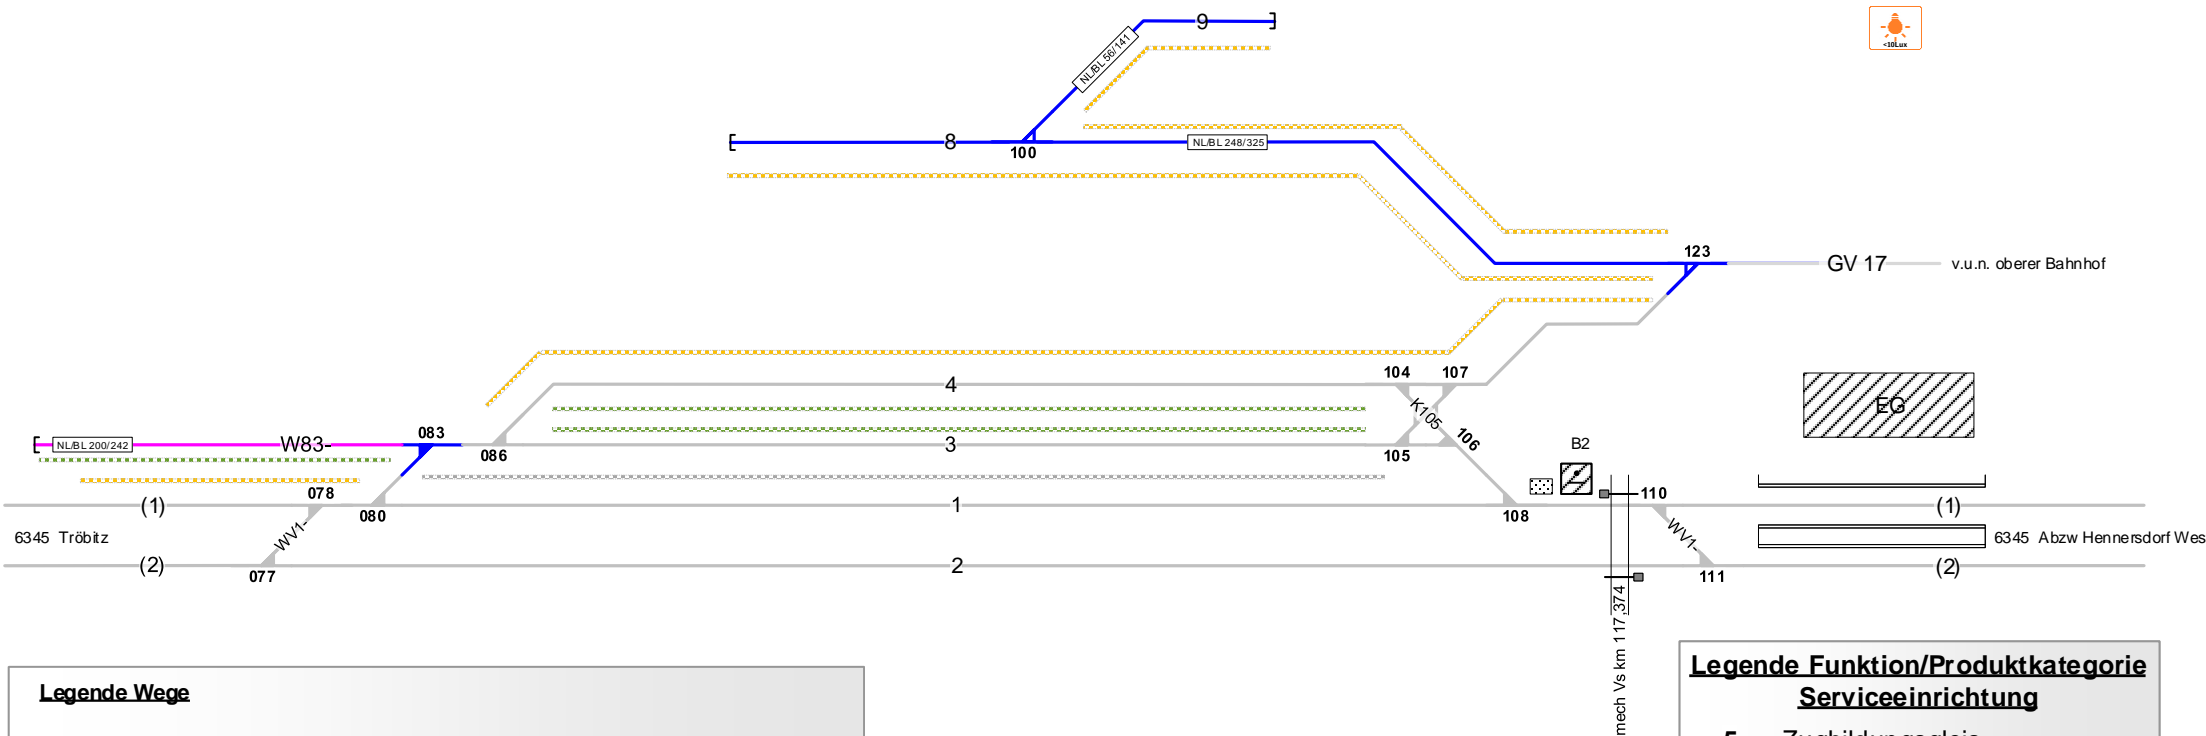 9
<10Lux
NL/BL 56/141
8
100
NL/BL 248/325
123
GV 17
v.u.n. oberer Bahnhof
4
104
107
K105
EG
083
NL/BL 200/242
W83-
086
3
105
106
B2
078
110
(1)
080
1
108
(1)
6345 Tröbitz
WV1-
WV1-
6345 Abzw Hennersdorf Wes
(2)
077
2
111
(2)
mech Vs km 117,374
Legende Wege
Legende Funktion/Produktkategorie
Serviceeinrichtung
5 Zugbildungsgleis